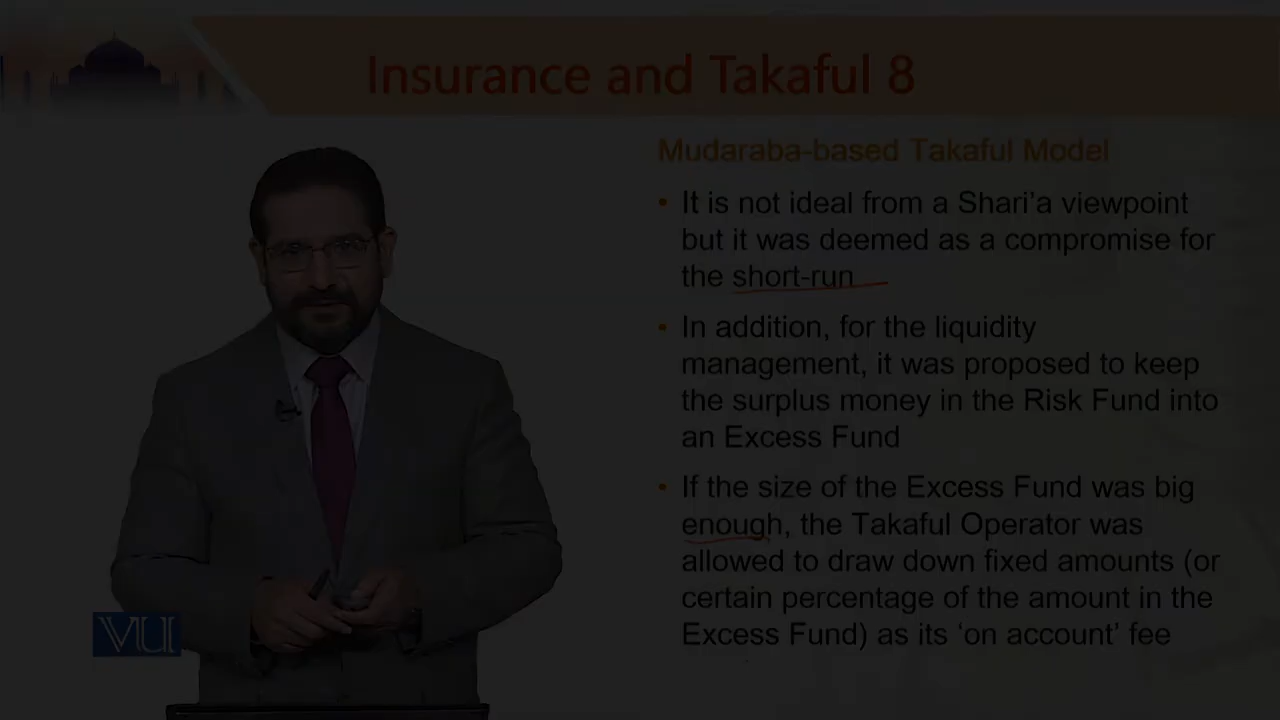 Insurance and Takaful 8
Mudaraba-based Takaful Model
• It is not ideal from a Shari'a viewpoint
but it was deemed as a compromise for
the short-run
• In addition, for the liquidity
management, it was proposed to keep
the surplus money in the Risk Fund into
an Excess Fund
• If the size of the Excess Fund was big
enough, the Takaful Operator was
allowed to draw down fixed amounts (or
certain percentage of the amount in the
Excess Fund) as its 'on account' fee
VU